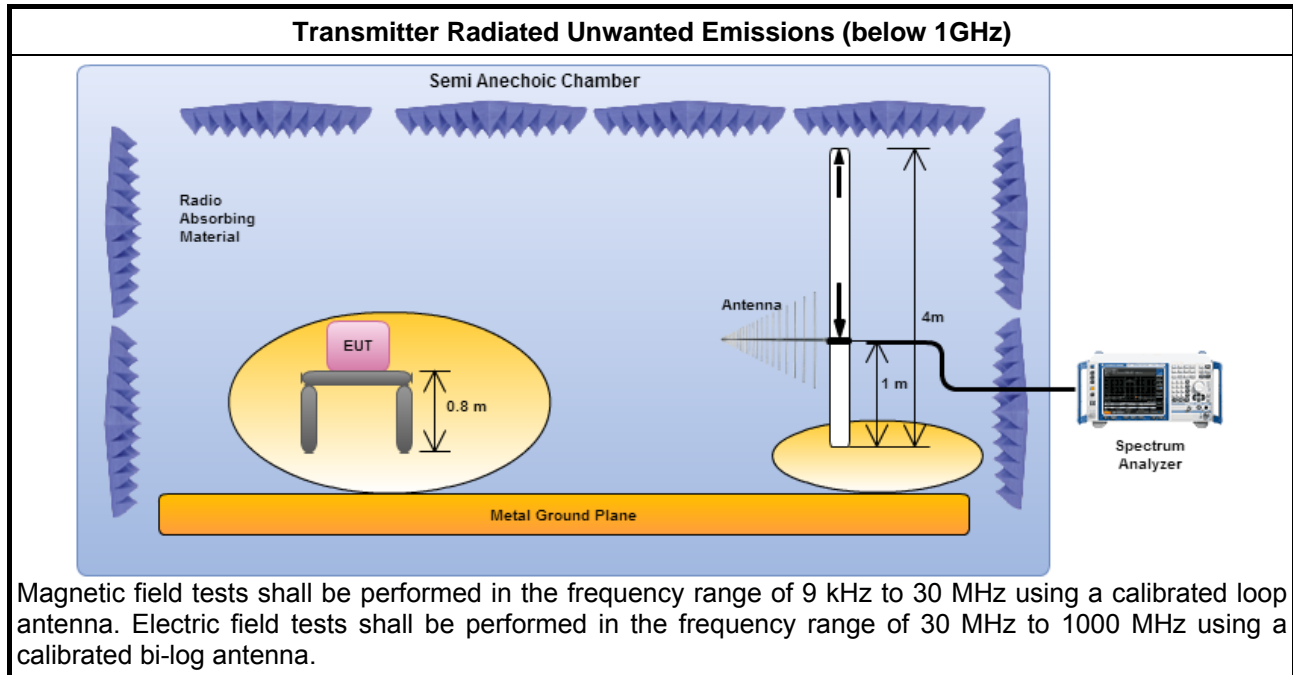 Transmitter Radiated Unwanted Emissions (below 1GHz)
Semi Anechoic Chamber
Radio
Absorbing
Material
Antenna
4m
EUT
1 m
0.8 m
Spectrum
Analyzer
Metal Ground Plane
Magnetic field tests shall be performed in the frequency range of 9 kHz to 30 MHz using a calibrated loop
antenna. Electric field tests shall be performed in the frequency range of 30 MHz to 1000 MHz using a
calibrated bi-log antenna.